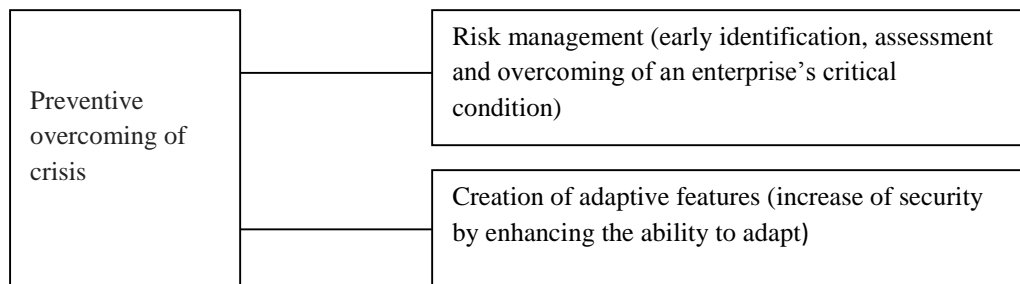 Preventive
overcoming of
crisis
Risk management (early identification, assessment
and overcoming of an enterprise’s critical
condition)
Creation of adaptive features (increase of security
by enhancing the ability to adapt)